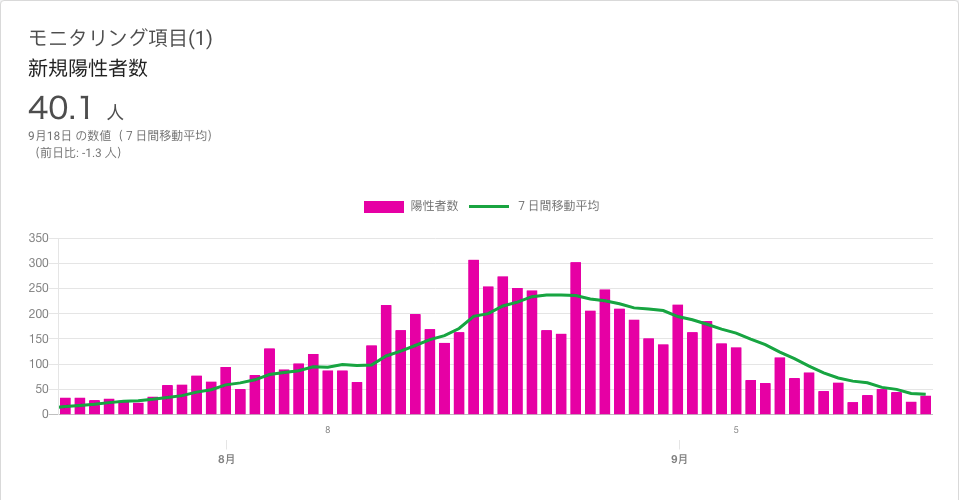 モニタリング項目(1)
新規陽性者数
40.1 人
9月18日 の数値（７日間移動平均）
（前日比: -1.3 人）
陽性者数 ７日間移動平均
350
300
250
200
150
100
50
0
8 5
8月 9月